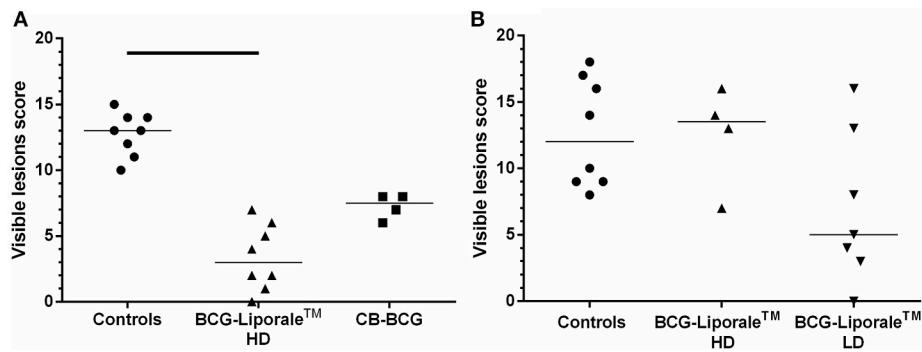 A
Visible lesions score
20
15
10
5
0
Controls
BCG-Liporale™
HD
CB-BCG
B
Visible lesions score
20
15
10
5
0
Controls
BCG-Liporale™
HD
BCG-Liporale™
LD